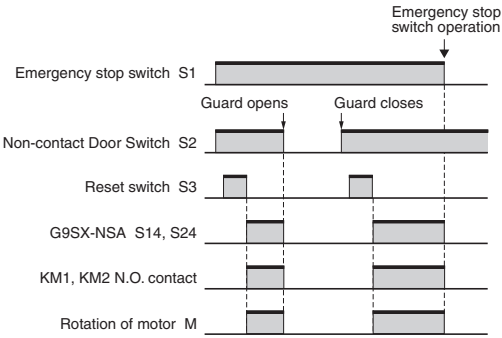 Emergency stop
switch operation
Emergency stop switch S1
Guard opens
Guard closes
Non-contact Door Switch S2
Reset switch S3
G9SX-NSA S14, S24
KM1, KM2 N.O. contact
Rotation of motor M